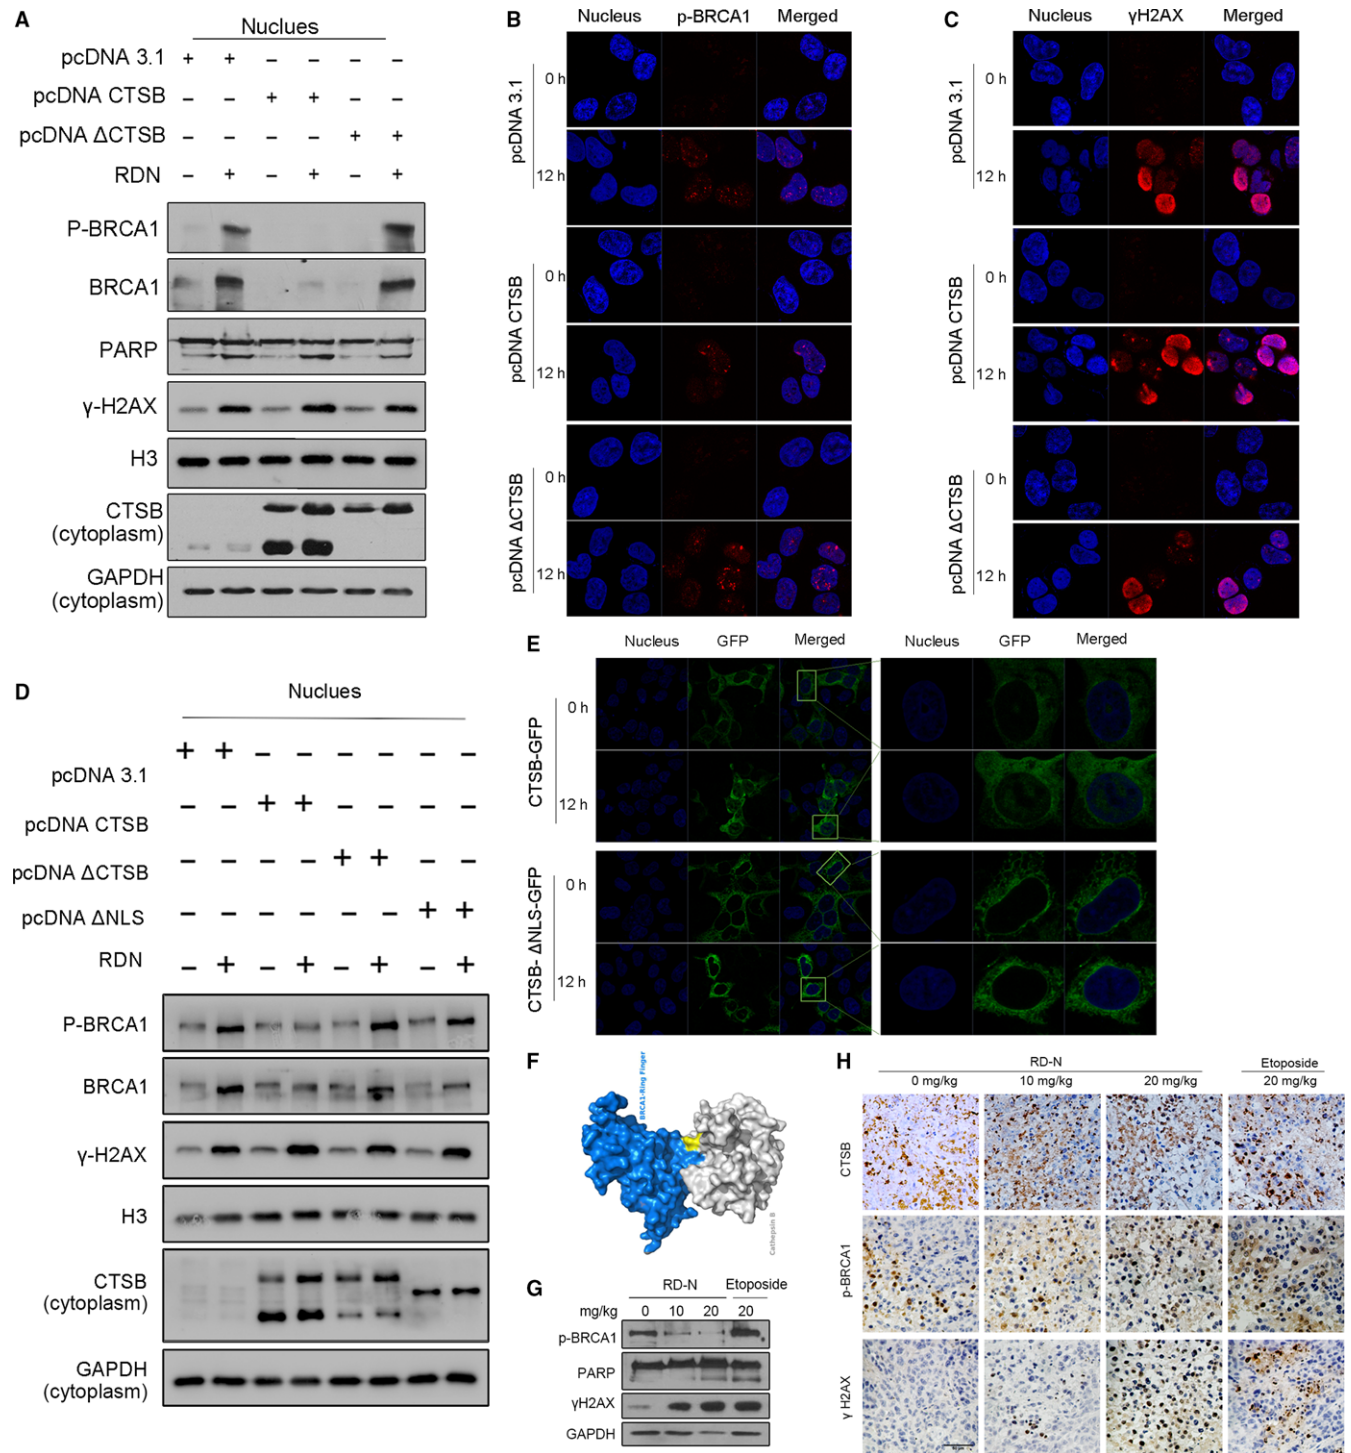 A
Nuclues
pcDNA 3.1 + + – – – –
pcDNA CTSB – – + + – –
pcDNA ΔCTSB – – – – + +
RDN – + – + – +
P-BRCA1
BRCA1
PARP
γ-H2AX
H3
CTSB
(cytoplasm)
GAPDH
(cytoplasm)
B
Nucleus p-BRCA1 Merged
pcDNA 3.1
0 h
12 h
pcDNA CTSB
0 h
12 h
pcDNA ΔCTSB
0 h
12 h
C
Nucleus γH2AX Merged
pcDNA 3.1
0 h
12 h
pcDNA CTSB
0 h
12 h
pcDNA ΔCTSB
0 h
12 h
D
Nuclues
pcDNA 3.1 + + – – – – – –
pcDNA CTSB – – + + – – – –
pcDNA ΔCTSB – – – – + + – –
pcDNA ΔNLS – – – – – – + +
RDN – + – + – + – +
P-BRCA1
BRCA1
γ-H2AX
H3
CTSB
(cytoplasm)
GAPDH
(cytoplasm)
E
Nucleus GFP Merged Nucleus GFP Merged
CTSB-GFP
0 h
12 h
CTSB- ΔNLS-GFP
0 h
12 h
F
BRCA1-Ring Finger
Cathepsin B
G
RD-N Etoposide
mg/kg 0 10 20 20
p-BRCA1
PARP
γH2AX
GAPDH
H
RD-N Etoposide
0 mg/kg 10 mg/kg 20 mg/kg 20 mg/kg
CTSB
p-BRCA1
γ H2AX